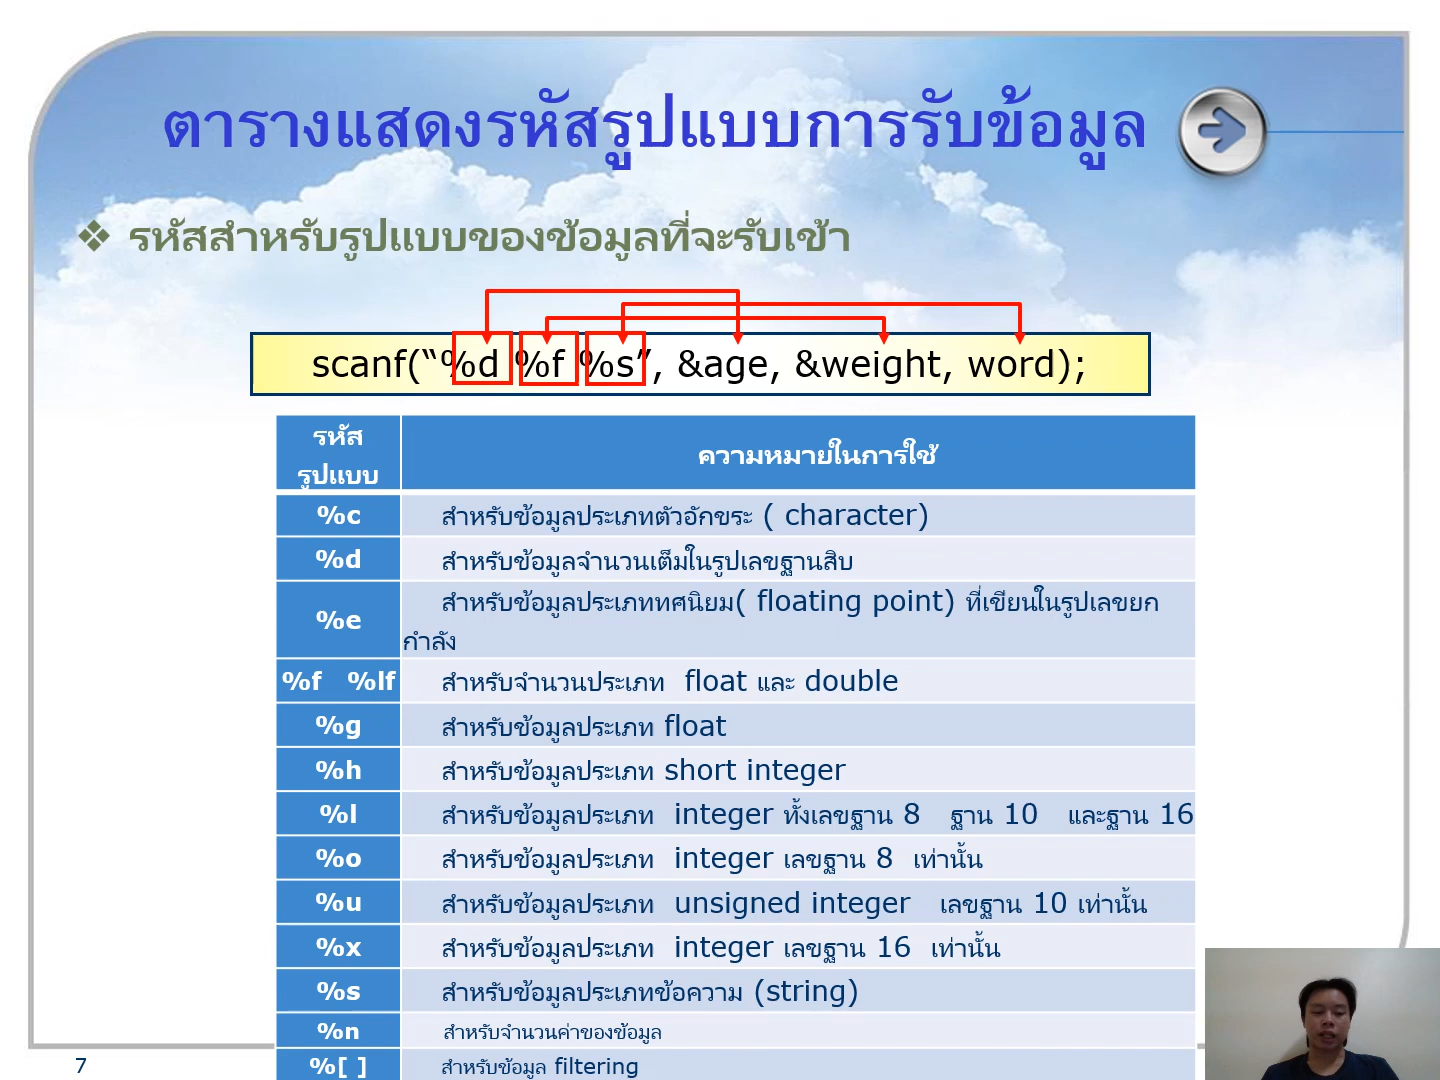 ตารางแสดงรหัสรูปแบบการรับข้อมูล
❖ รหัสสำหรับรูปแบบของข้อมูลที่จะรับเข้า
scanf(“%d %f %s”, &age, &weight, word);
รหัส
รูปแบบ
ความหมายในการใช้
%c สำหรับข้อมูลประเภทตัวอักขระ ( character)
%d สำหรับข้อมูลจำนวนเต็มในรูปเลขฐานสิบ
%e สำหรับข้อมูลประเภททศนิยม( floating point) ที่เขียนในรูปเลขยก
กำลัง
%f %lf สำหรับจำนวนประเภท float และ double
%g สำหรับข้อมูลประเภท float
%h สำหรับข้อมูลประเภท short integer
%l สำหรับข้อมูลประเภท integer ทั้งเลขฐาน 8 ฐาน 10 และฐาน 16
%o สำหรับข้อมูลประเภท integer เลขฐาน 8 เท่านั้น
%u สำหรับข้อมูลประเภท unsigned integer เลขฐาน 10 เท่านั้น
%x สำหรับข้อมูลประเภท integer เลขฐาน 16 เท่านั้น
%s สำหรับข้อมูลประเภทข้อความ (string)
%n สำหรับจำนวนค่าของข้อมูล
%[ ] สำหรับข้อมูล filtering
7